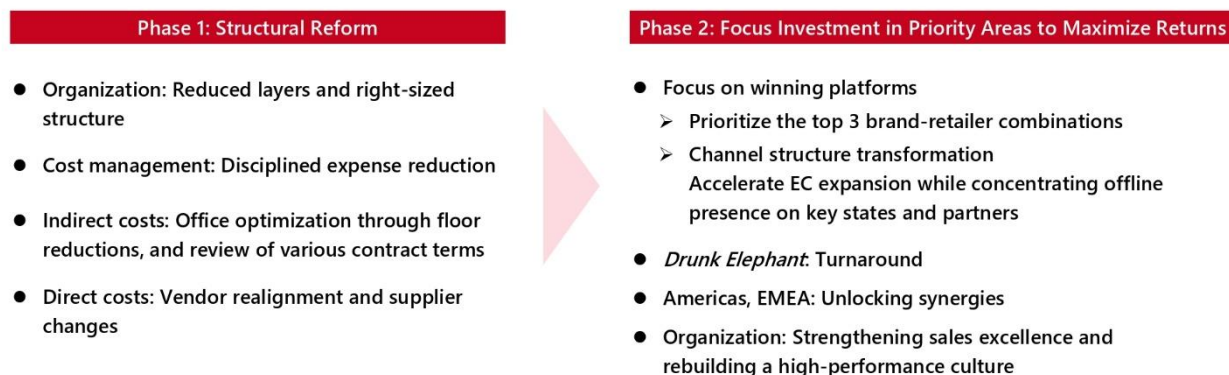 Phase 1: Structural Reform
● Organization: Reduced layers and right-sized
structure
● Cost management: Disciplined expense reduction
● Indirect costs: Office optimization through floor
reductions, and review of various contract terms
● Direct costs: Vendor realignment and supplier
changes
Phase 2: Focus Investment in Priority Areas to Maximize Returns
● Focus on winning platforms
➢ Prioritize the top 3 brand-retailer combinations
➢ Channel structure transformation
Accelerate EC expansion while concentrating offline
presence on key states and partners
● Drunk Elephant: Turnaround
● Americas, EMEA: Unlocking synergies
● Organization: Strengthening sales excellence and
rebuilding a high-performance culture